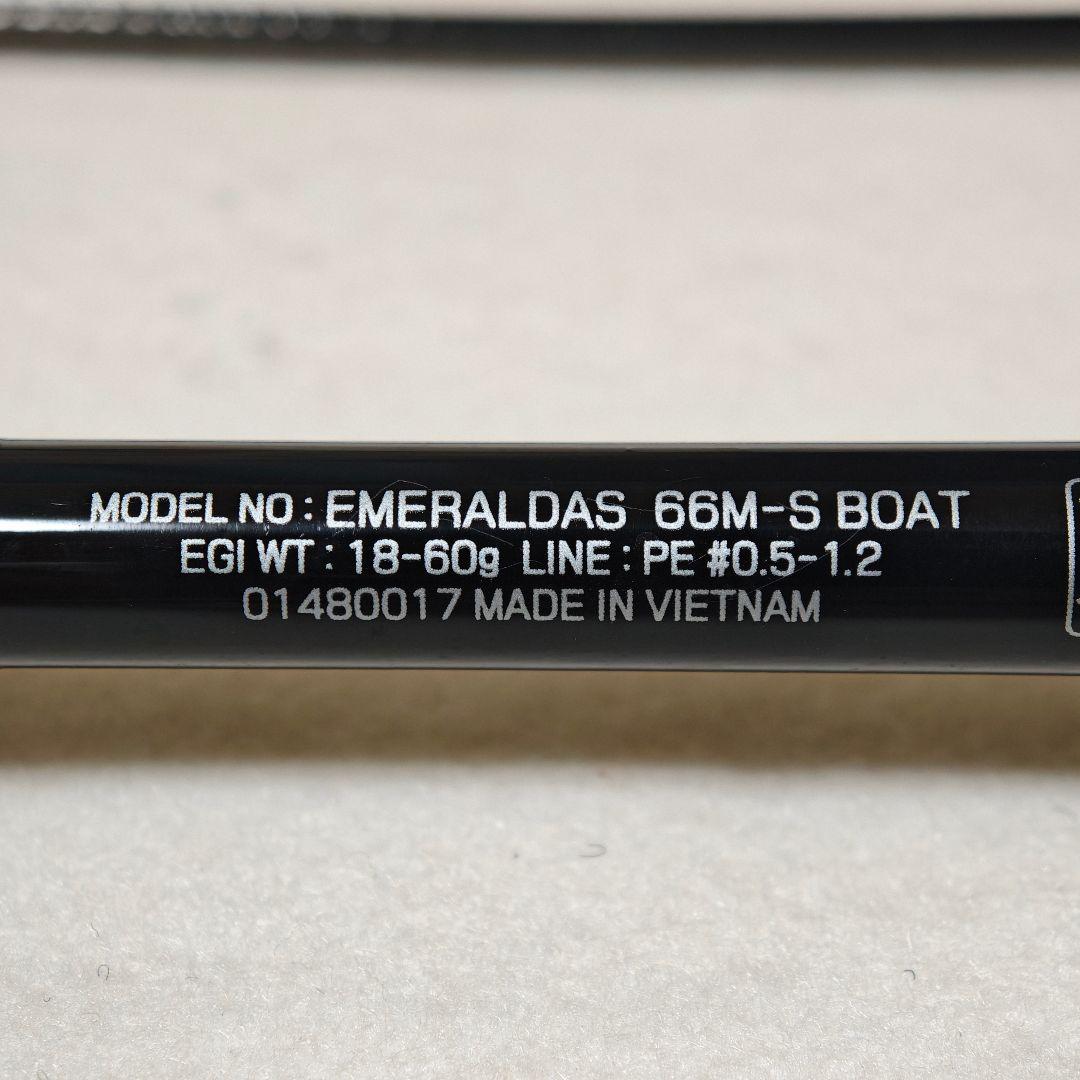 MODEL NO : EMERALDAS 66M-S BOAT
EGI WT : 18-60g LINE : PE #0.5-1.2
01480017 MADE IN VIETNAM